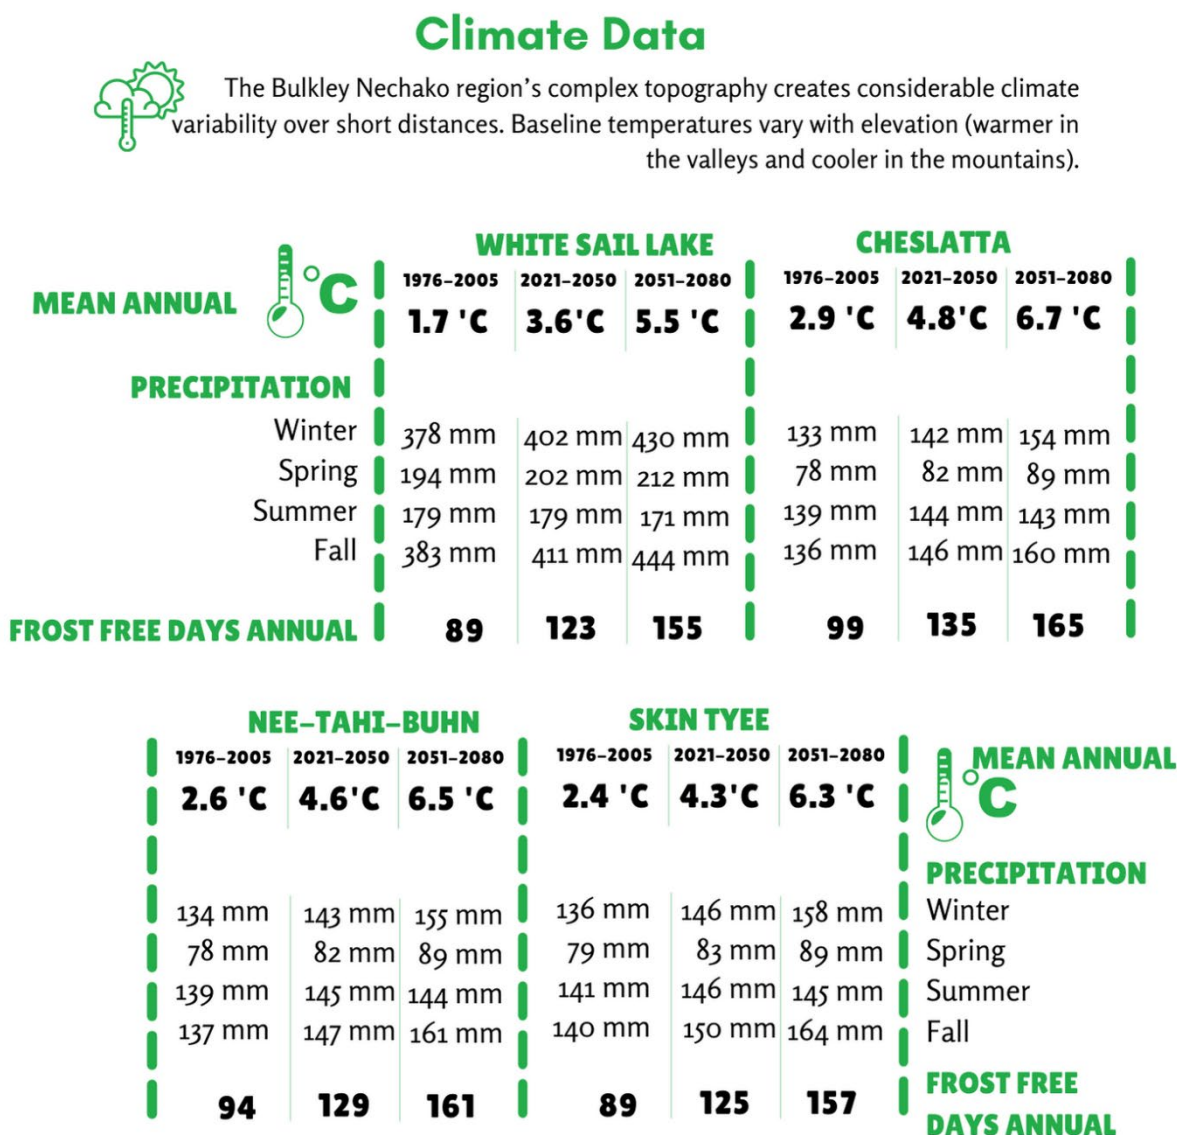 Climate Data
The Bulkley Nechako region's complex topography creates considerable climate
variability over short distances. Baseline temperatures vary with elevation (warmer in
the valleys and cooler in the mountains).
WHITE SAIL LAKE CHESLATTA
1976–2005 2021–2050 2051–2080 1976–2005 2021–2050 2051–2080
MEAN ANNUAL °C 1.7 'C 3.6'C 5.5 'C 2.9 'C 4.8'C 6.7 'C
PRECIPITATION
Winter 378 mm 402 mm 430 mm 133 mm 142 mm 154 mm
Spring 194 mm 202 mm 212 mm 78 mm 82 mm 89 mm
Summer 179 mm 179 mm 171 mm 139 mm 144 mm 143 mm
Fall 383 mm 411 mm 444 mm 136 mm 146 mm 160 mm
FROST FREE DAYS ANNUAL 89 123 155 99 135 165
NEE–TAHI–BUHN SKIN TYEE
1976–2005 2021–2050 2051–2080 1976–2005 2021–2050 2051–2080 MEAN ANNUAL
2.6 'C 4.6'C 6.5 'C 2.4 'C 4.3'C 6.3 'C °C
PRECIPITATION
134 mm 143 mm 155 mm 136 mm 146 mm 158 mm Winter
78 mm 82 mm 89 mm 79 mm 83 mm 89 mm Spring
139 mm 145 mm 144 mm 141 mm 146 mm 145 mm Summer
137 mm 147 mm 161 mm 140 mm 150 mm 164 mm Fall
94 129 161 89 125 157 FROST FREE
DAYS ANNUAL